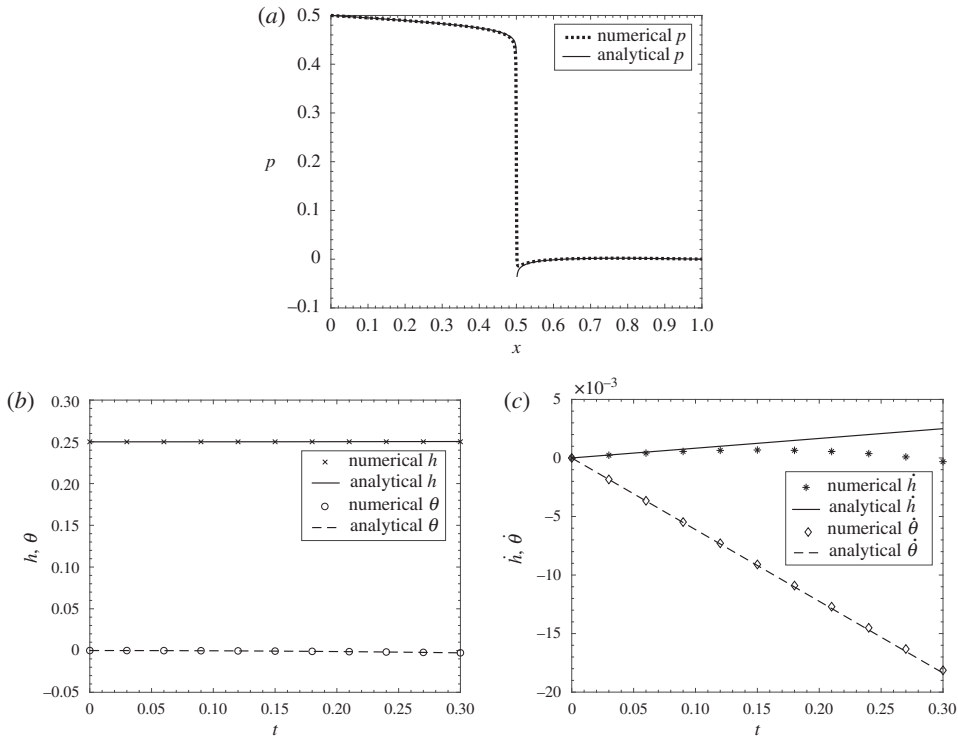 (a)
0.5
0.4
0.3
0.2
0.1
0
−0.1
p
numerical p
analytical p
0 0.1 0.2 0.3 0.4 0.5 0.6 0.7 0.8 0.9 1.0
x
(b)
0.30
0.25
0.20
0.15
0.10
0.05
0
−0.05
h, θ
numerical h
analytical h
numerical θ
analytical θ
0 0.05 0.10 0.15 0.20 0.25 0.30
t
(c)
×10⁻³
5
0
−5
−10
−15
−20
ḣ, θ̇
numerical ḣ
analytical ḣ
numerical θ̇
analytical θ̇
0 0.05 0.10 0.15 0.20 0.25 0.30
t